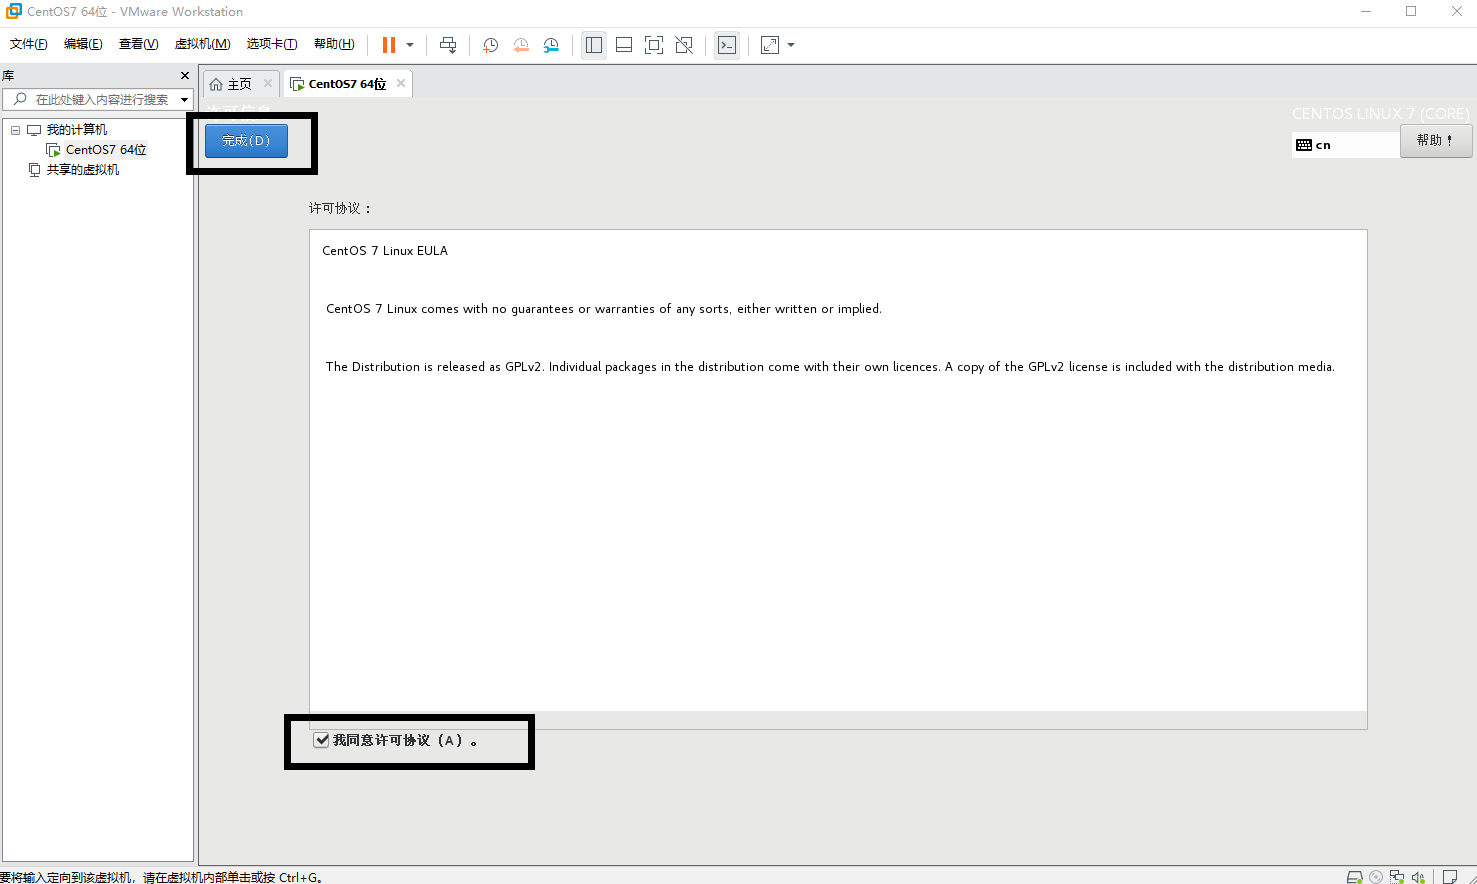 CentOS7 64位 - VMware Workstation
文件(F) 编辑(E) 查看(V) 虚拟机(M) 选项卡(T) 帮助(H)
库
在此处键入内容进行搜索
我的计算机
CentOS7 64位
共享的虚拟机
主页 CentOS7 64位
许可信息
CENTOS LINUX 7 (CORE)
完成(D)
cn 帮助！
许可协议：
CentOS 7 Linux EULA
CentOS 7 Linux comes with no guarantees or warranties of any sorts, either written or implied.
The Distribution is released as GPLv2. Individual packages in the distribution come with their own licences. A copy of the GPLv2 license is included with the distribution media.
我同意许可协议（A）。
要将输入定向到该虚拟机，请在虚拟机内部单击或按 Ctrl+G。